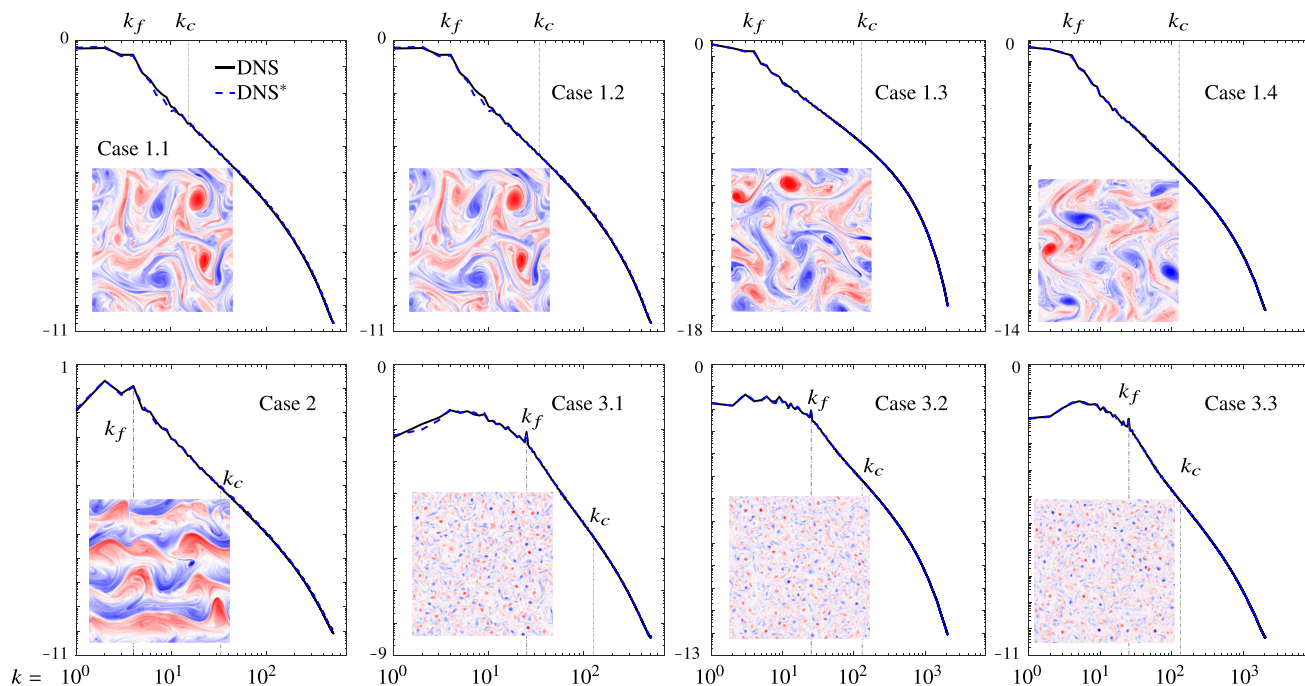 k_f k_c k_f k_c k_f k_c k_f k_c
0 0 0 0
DNS
DNS*
Case 1.1 Case 1.2 Case 1.3 Case 1.4
-11 -11 -18 -14
1 0 0 0
Case 2 Case 3.1 Case 3.2 Case 3.3
k_f k_f k_f k_f
k_c k_c k_c k_c
-11 -9 -13 -11
k = 10^0 10^1 10^2 10^0 10^1 10^2 10^0 10^1 10^2 10^3 10^0 10^1 10^2 10^3